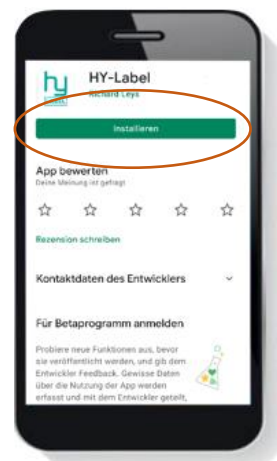 hy
HY-Label
Richard Leys
Installieren
App bewerten
Deine Meinung ist gefragt
Rezension schreiben
Kontaktdaten des Entwicklers
Für Betaprogramm anmelden
Probiere neue Funktionen aus, bevor
sie veröffentlicht werden, und gib dem
Entwickler Feedback. Gewisse Daten
über die Nutzung der App werden
erfasst und mit dem Entwickler geteilt,